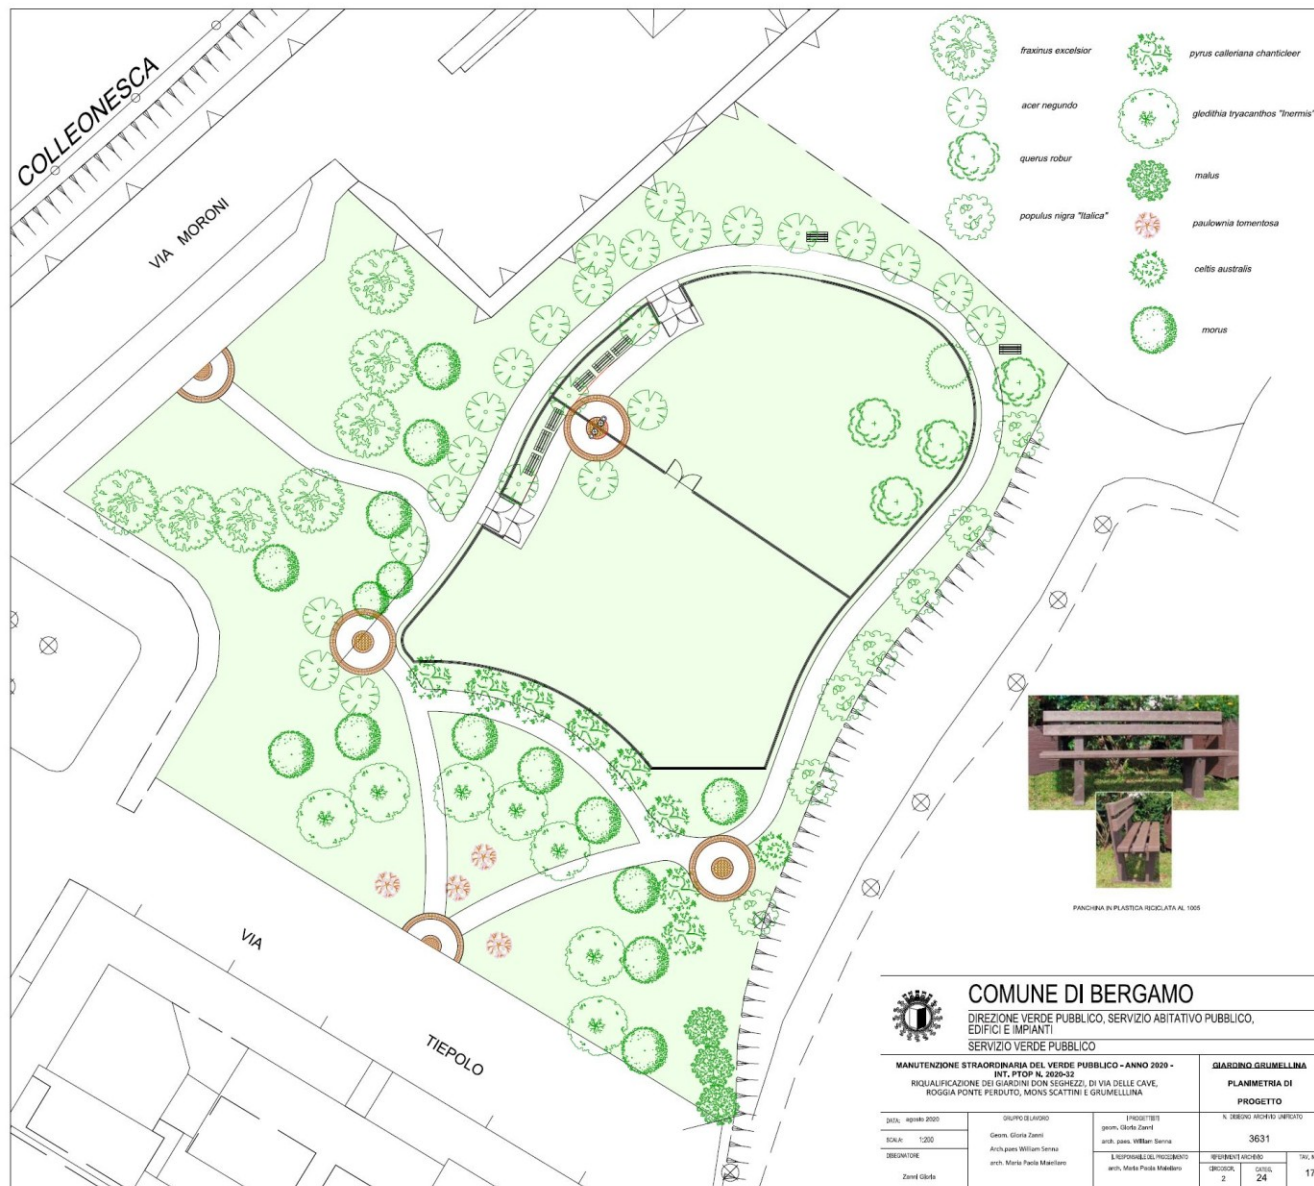 COLLEONESCA
VIA MORONI
fraxinus excelsior
acer negundo
querus robur
populus nigra "Italica"
pyrus calleriana chanticleer
gledithia tryacanthos "Inermis"
malus
paulownia tomentosa
celtis australis
morus
PANCHINA IN PLASTICA RICICLATA AL 100%
VIA
TIEPOLO
COMUNE DI BERGAMO
DIREZIONE VERDE PUBBLICO, SERVIZIO ABITATIVO PUBBLICO,
EDIFICI E IMPIANTI
SERVIZIO VERDE PUBBLICO
MANUTENZIONE STRAORDINARIA DEL VERDE PUBBLICO - ANNO 2020 -
INT. PTOP N. 2020-32
RIQUALIFICAZIONE DEI GIARDINI DON SEGHEZZI, DI VIA DELLE CAVE,
ROGGIA PONTE PERDUTO, MONS SCATTINI E GRUMELLLINA
GIARDINO GRUMELLINA
PLANIMETRIA DI
PROGETTO
DATA: agosto 2020
SCALA: 1:200
DISEGNATORE
Zanni Gloria
GRUPPO DI LAVORO
Geom. Gloria Zanni
Arch.paes William Senna
arch. Maria Paola Maiellaro
I PROGETTISTI
geom. Gloria Zanni
arch. paes. William Senna
IL RESPONSABILE DEL PROCEDIMENTO
arch. Maria Paola Maiellaro
N. DISEGNO ARCHIVIO UNIFICATO
3631
RIFERIMENTI ARCHIVIO
CIRCOSCR.
2
CATEG.
24
TAV. N
17